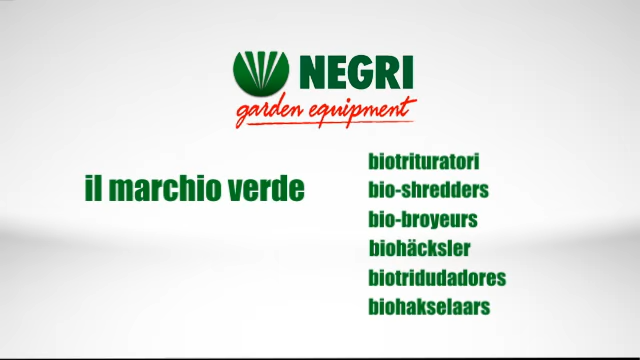 NEGRI
garden equipment
il marchio verde
biotrituratori
bio-shredders
bio-broyeurs
biohäcksler
biotridudadores
biohakselaars